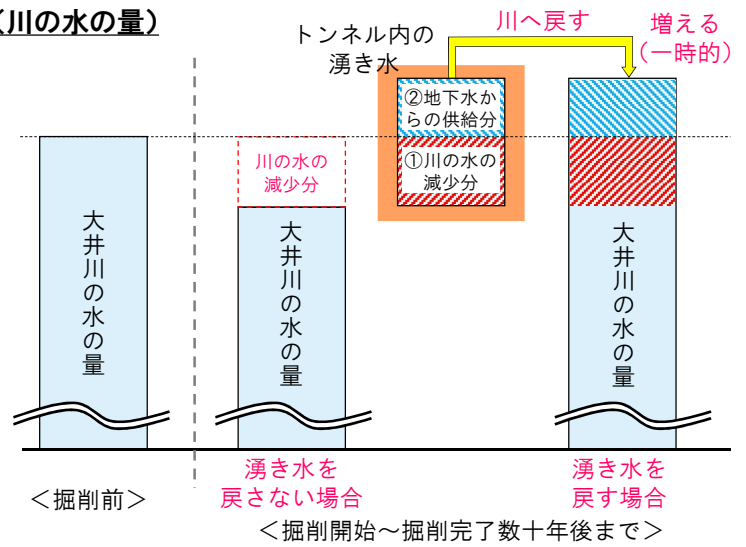 (川の水の量)
トンネル内の
湧き水
川へ戻す
増える
(一時的)
②地下水か
らの供給分
①川の水の
減少分
川の水の
減少分
大井川の水の量
大井川の水の量
大井川の水の量
<掘削前>
湧き水を
戻さない場合
湧き水を
戻す場合
<掘削開始~掘削完了数十年後まで>